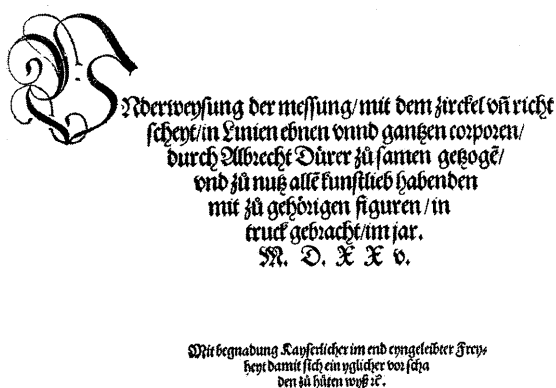 Underweysung der messung/mit dem zirckel vñ richt
scheyt/in Linien ebnen vnnd gantzen corporen/
durch Albrecht Dürer zů samen getzogẽ/
vnd zů nutz allẽ kunstlieb habenden
mit zů gehörigen figuren/in
truck gebracht/im jar.
M. D. X X v.
Mit begnadung Kayserlicher im end eyngeleibter Frey⸗
heyt damit sich ein yglicher vor scha
den zů hüten wyß ꝛc̃.